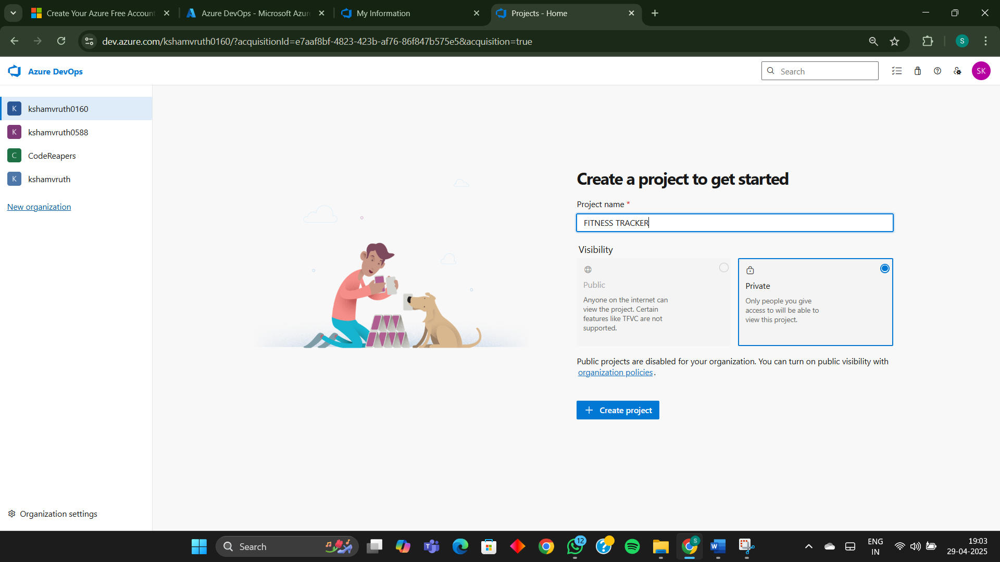 Create Your Azure Free Account
Azure DevOps - Microsoft Azur
My Information
Projects - Home
dev.azure.com/kshamvruth0160/?acquisitionId=e7aaf8bf-4823-423b-af76-86f847b575e5&acquisition=true
S
Azure DevOps
Search
SK
K kshamvruth0160
K kshamvruth0588
C CodeReapers
K kshamvruth
New organization
Create a project to get started
Project name *
FITNESS TRACKER
Visibility
Public
Anyone on the internet can
view the project. Certain
features like TFVC are not
supported.
Private
Only people you give
access to will be able to
view this project.
Public projects are disabled for your organization. You can turn on public visibility with
organization policies.
+ Create project
Organization settings
Search
12
S
ENG
IN
19:03
29-04-2025